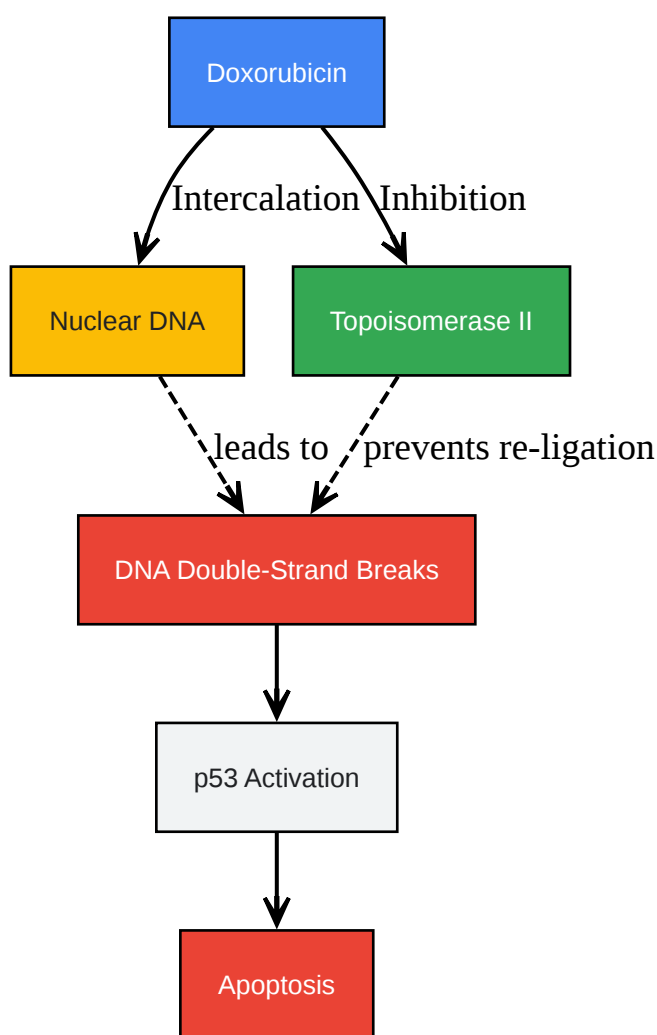 Doxorubicin
Intercalation
Inhibition
Nuclear DNA
Topoisomerase II
leads to
prevents re-ligation
DNA Double-Strand Breaks
p53 Activation
Apoptosis